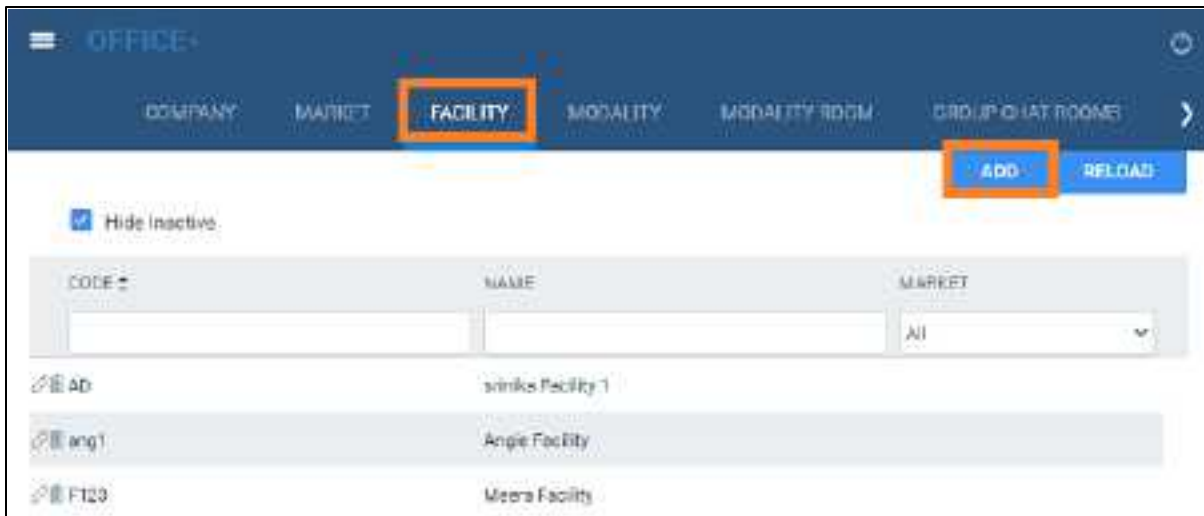 OFFICE+
COMPANY MARKET FACILITY MODALITY MODALITY ROOM GROUP CHAT ROOMS
ADD RELOAD
Hide Inactive
CODE NAME MARKET
All
AD Facility 1
ang1 Angie Facility
F123 Meera Facility